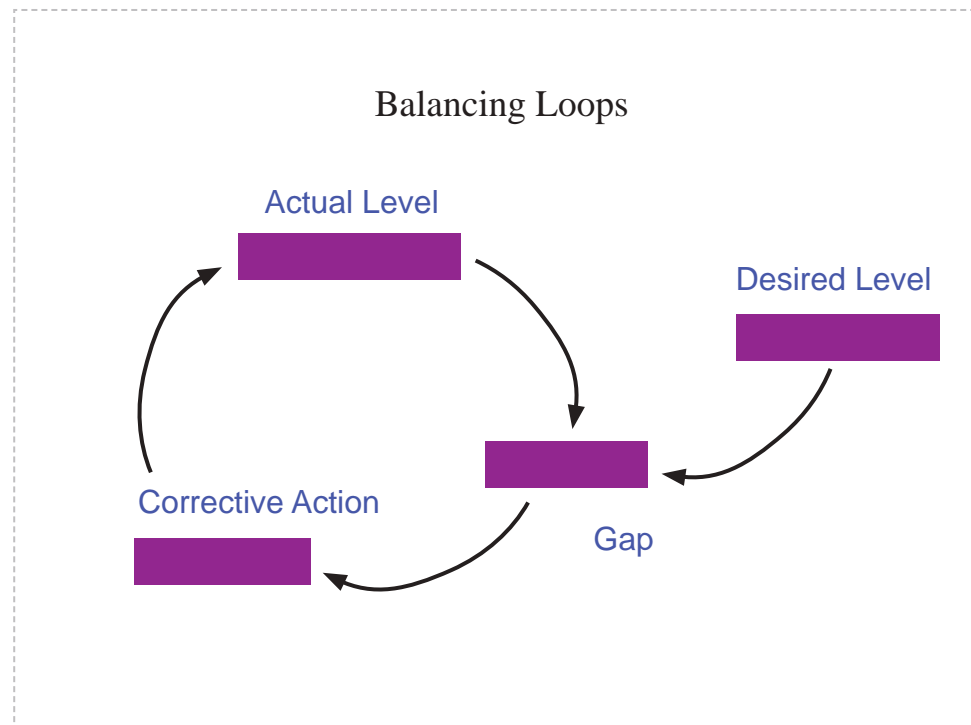 Balancing Loops
Actual Level
Desired Level
Corrective Action
Gap